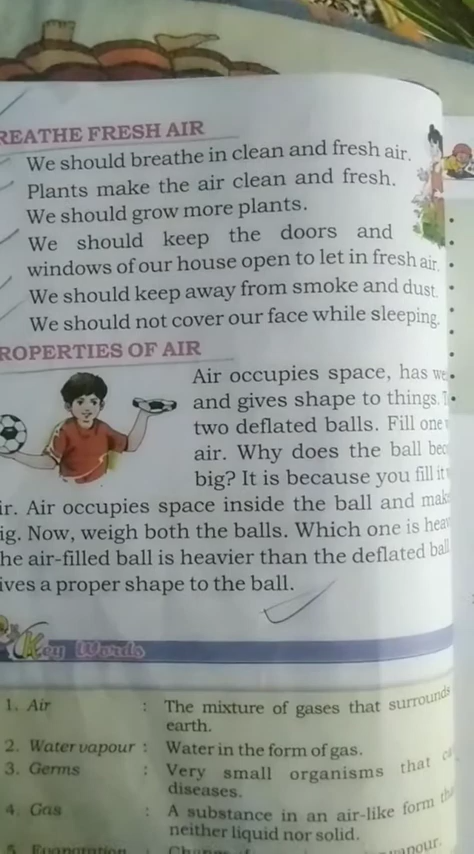 REATHE FRESH AIR
We should breathe in clean and fresh air.
Plants make the air clean and fresh.
We should grow more plants.
We should keep the doors and
windows of our house open to let in fresh air.
We should keep away from smoke and dust.
We should not cover our face while sleeping.
ROPERTIES OF AIR
Air occupies space, has
and gives shape to things.
two deflated balls. Fill one
air. Why does the ball
big? It is because you fill it
ir. Air occupies space inside the ball and
ig. Now, weigh both the balls. Which one is
he air-filled ball is heavier than the deflated ball
ives a proper shape to the ball.
Key Words
1. Air : The mixture of gases that surrounds
earth.
2. Water vapour : Water in the form of gas.
3. Germs : Very small organisms that
diseases.
4. Gas : A substance in an air-like form
neither liquid nor solid.